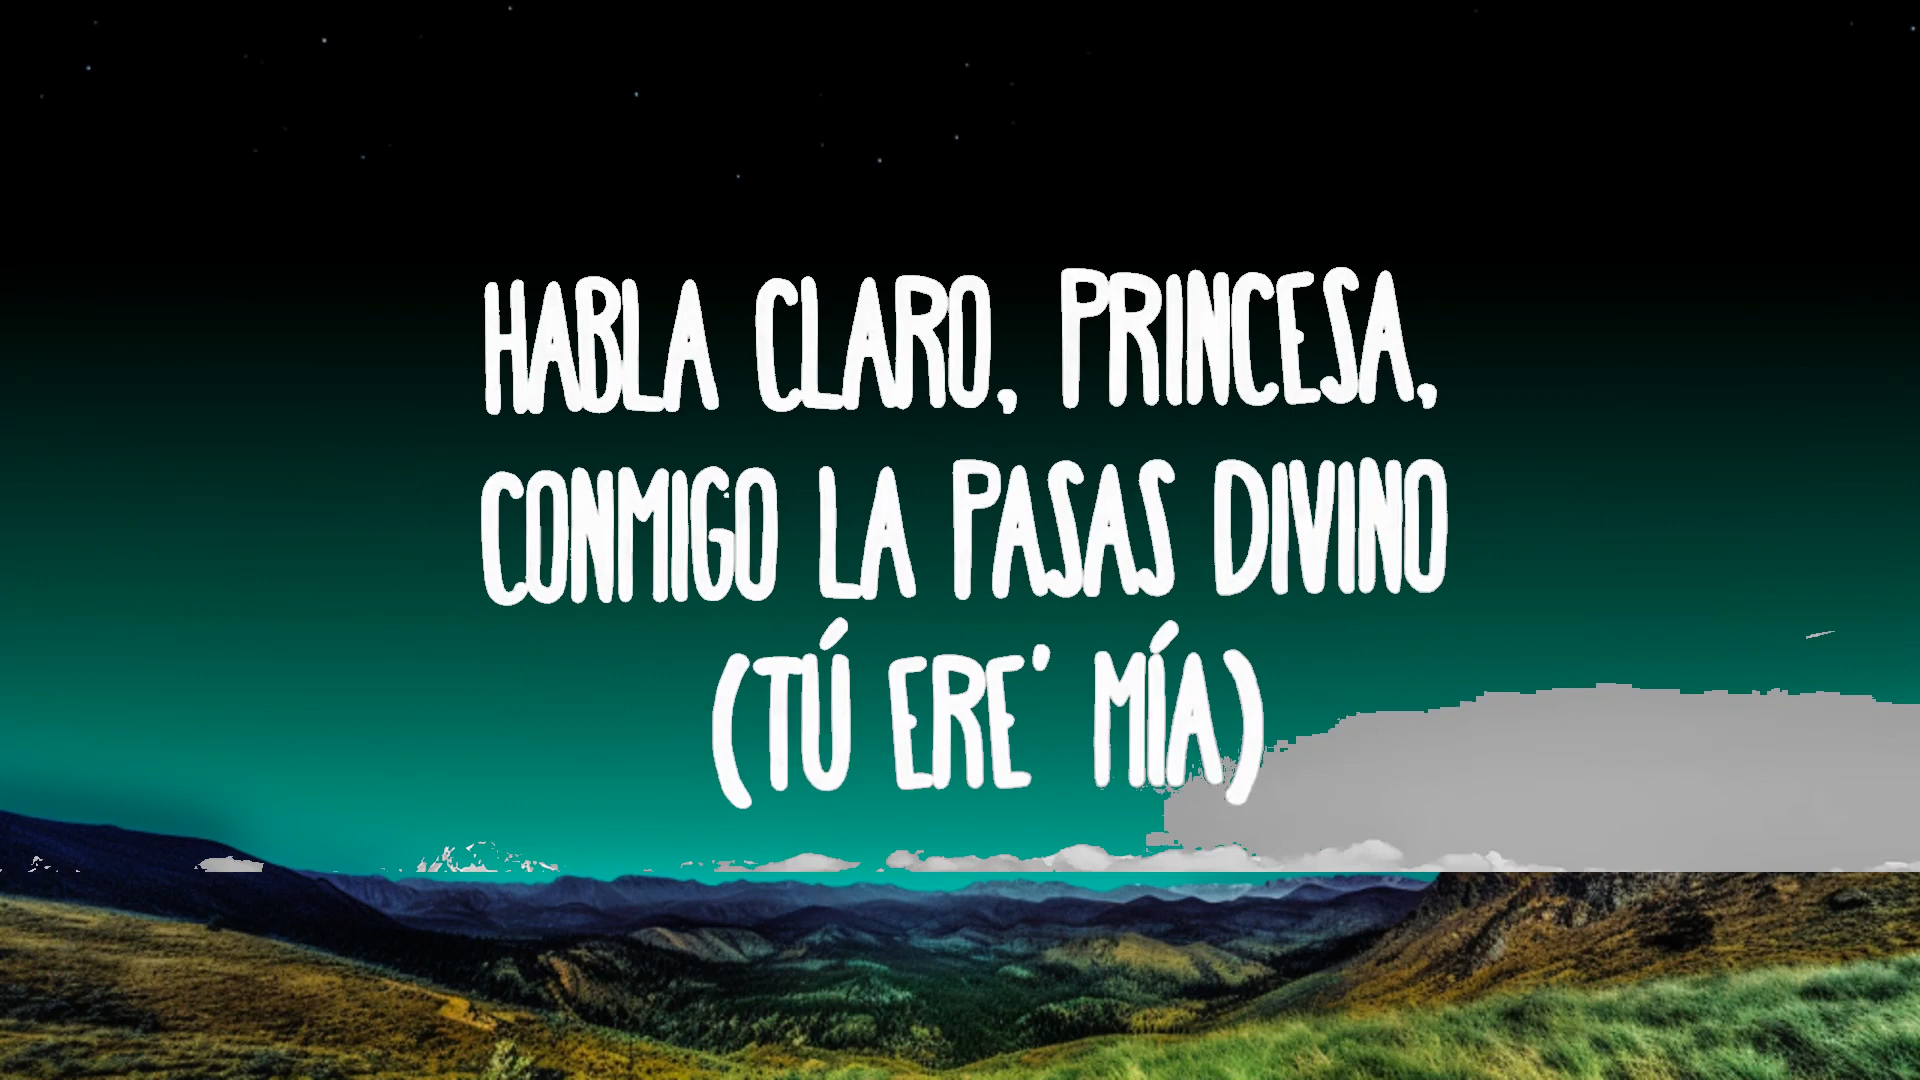 HABLA CLARO, PRINCESA,
CONMIGO LA PASAS DIVINO
(TÚ ERE' MÍA)